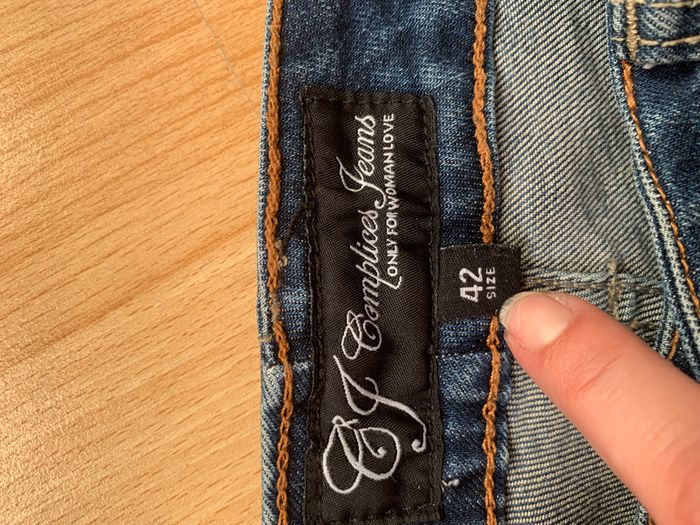 CJ Complices Jeans
ONLY FOR WOMAN LOVE
42
SIZE